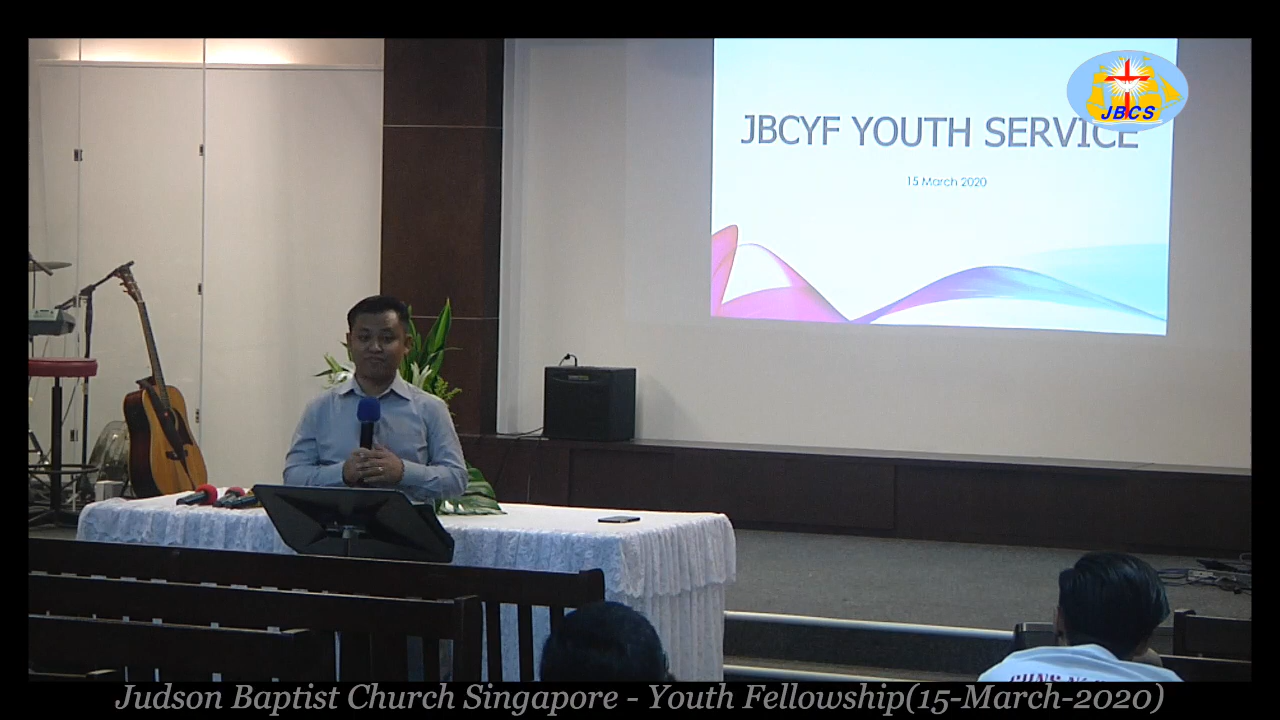 JBCS
JBCYF YOUTH SERVICE
15 March 2020
Judson Baptist Church Singapore - Youth Fellowship(15-March-2020)